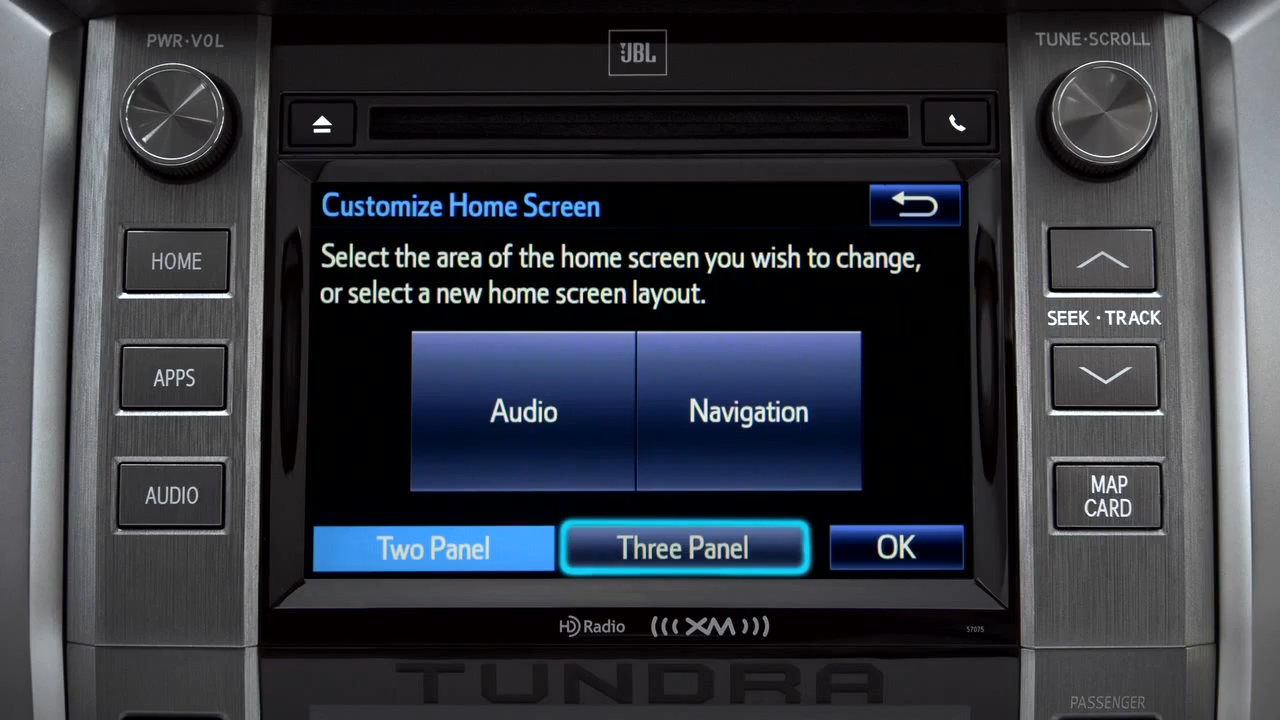 PWR·VOL
JBL
TUNE·SCROLL
Customize Home Screen
HOME
Select the area of the home screen you wish to change,
or select a new home screen layout.
SEEK · TRACK
APPS
Audio
Navigation
AUDIO
MAP
CARD
Two Panel
Three Panel
OK
HD Radio
XM
57075
TUNDRA
PASSENGER